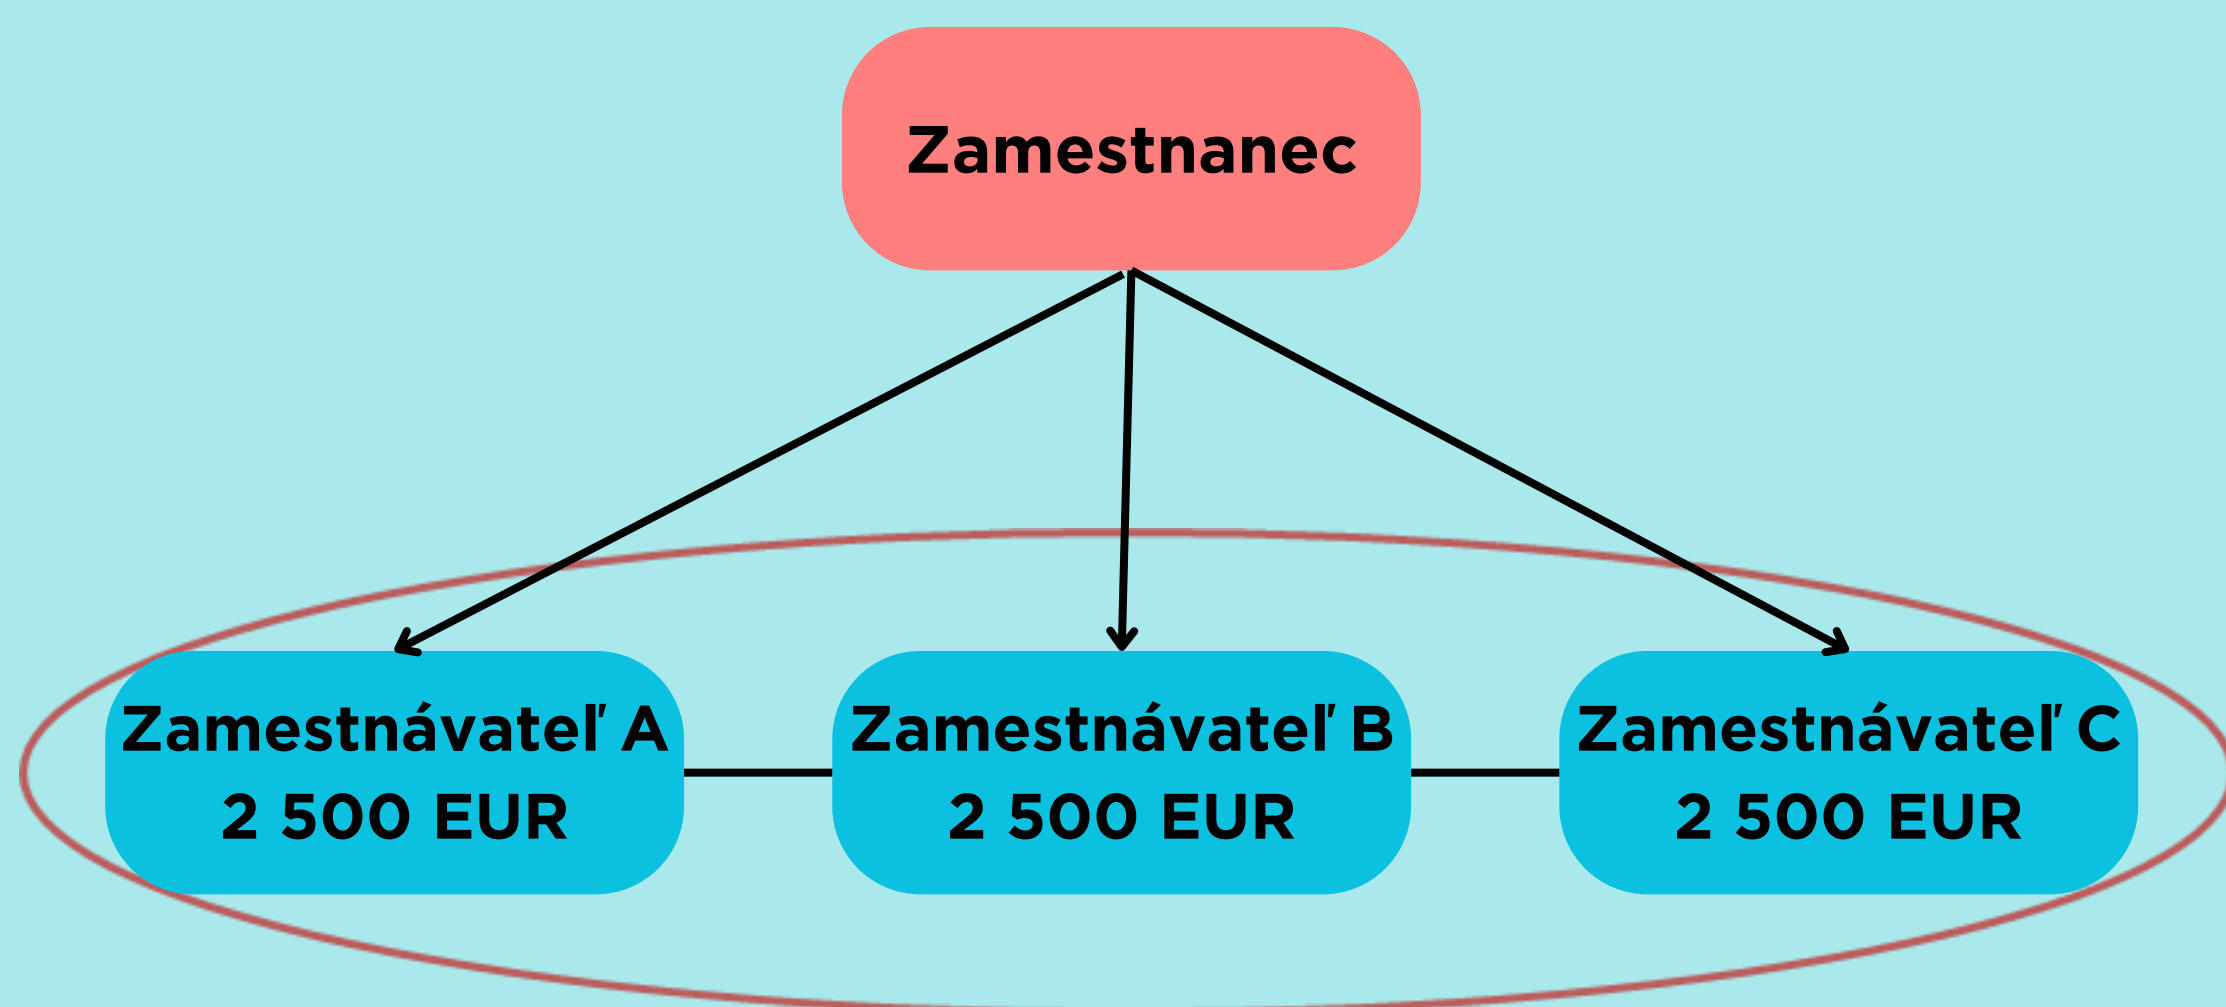 Zamestnanec
Zamestnávateľ A
2 500 EUR
Zamestnávateľ B
2 500 EUR
Zamestnávateľ C
2 500 EUR